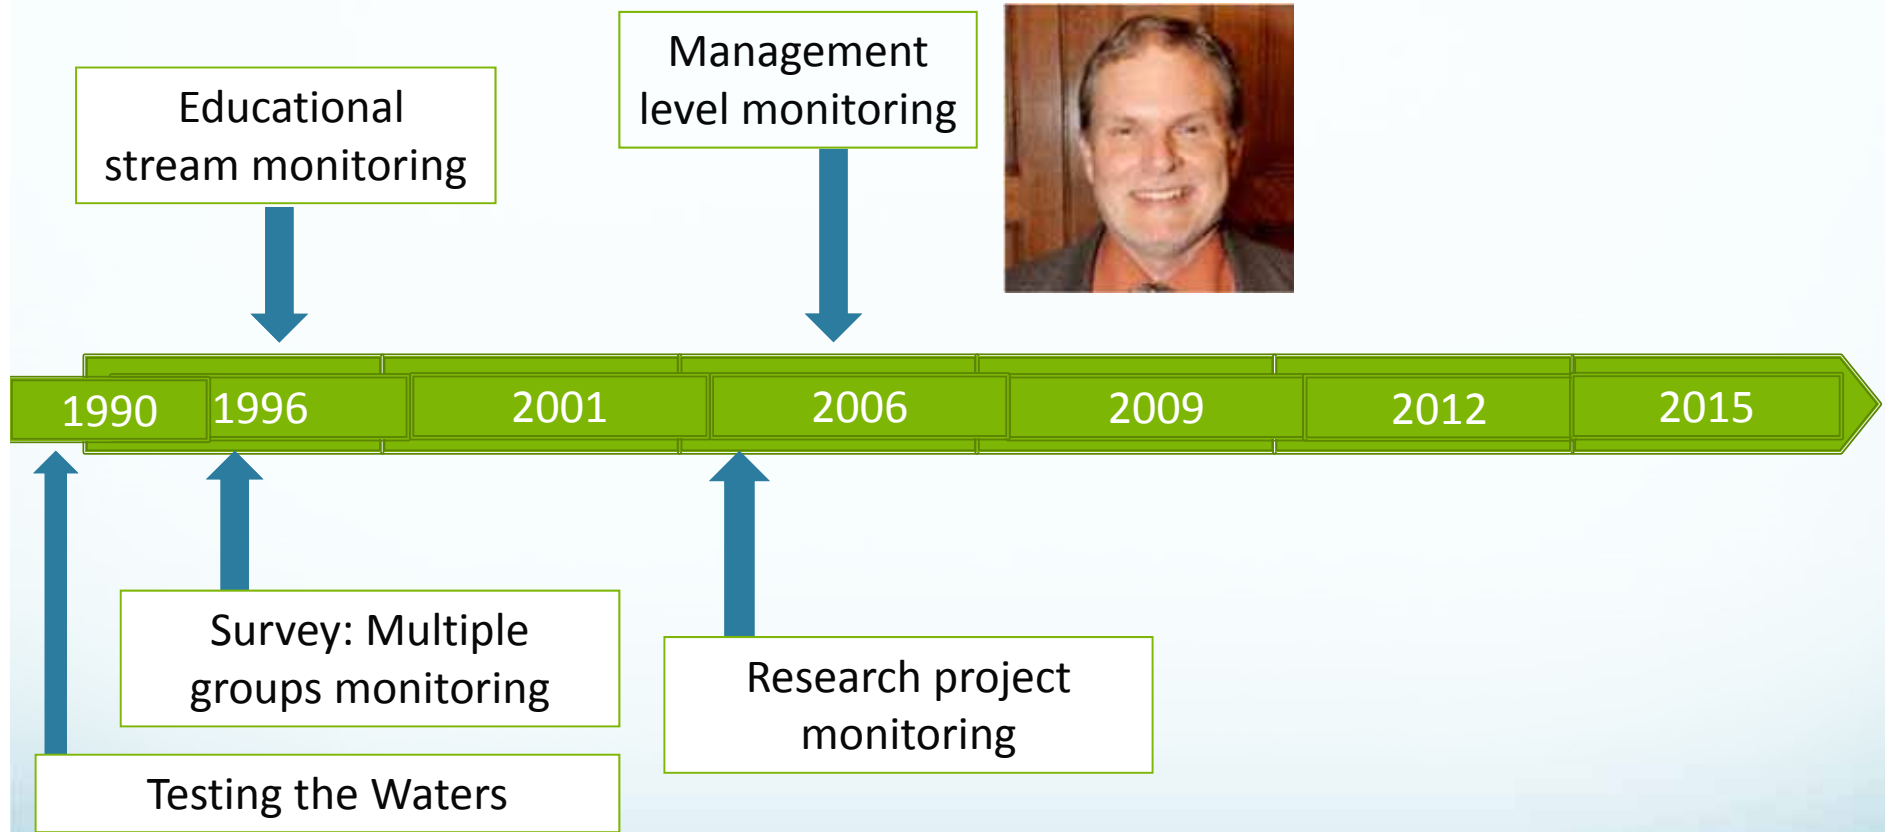 Educational
stream monitoring
Management
level monitoring
1990
1996
2001
2006
2009
2012
2015
Survey: Multiple
groups monitoring
Research project
monitoring
Testing the Waters